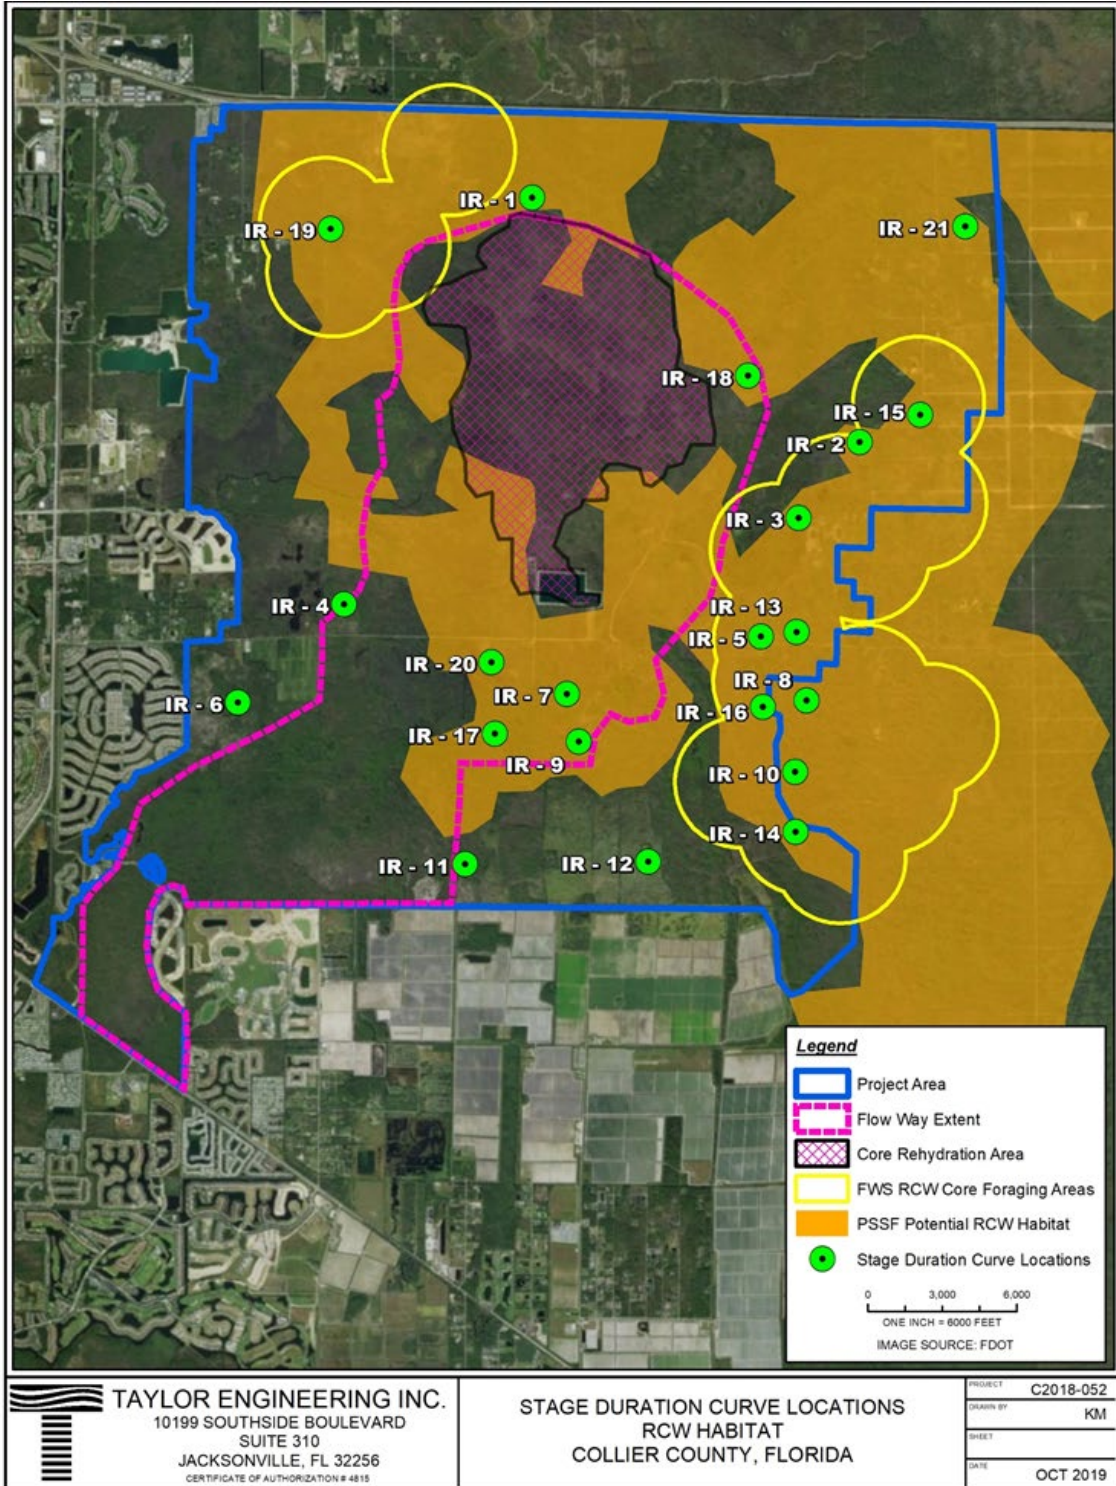 IR - 1
IR - 19
IR - 21
IR - 18
IR - 15
IR - 2
IR - 3
IR - 4
IR - 13
IR - 5
IR - 20
IR - 8
IR - 7
IR - 6
IR - 16
IR - 17
IR - 9
IR - 10
IR - 14
IR - 11
IR - 12
Legend
Project Area
Flow Way Extent
Core Rehydration Area
FWS RCW Core Foraging Areas
PSSF Potential RCW Habitat
Stage Duration Curve Locations
0 3,000 6,000
ONE INCH = 6000 FEET
IMAGE SOURCE: FDOT
TAYLOR ENGINEERING INC.
10199 SOUTHSIDE BOULEVARD
SUITE 310
JACKSONVILLE, FL 32256
CERTIFICATE OF AUTHORIZATION # 4815
STAGE DURATION CURVE LOCATIONS
RCW HABITAT
COLLIER COUNTY, FLORIDA
PROJECT C2018-052
DRAWN BY KM
SHEET
DATE OCT 2019